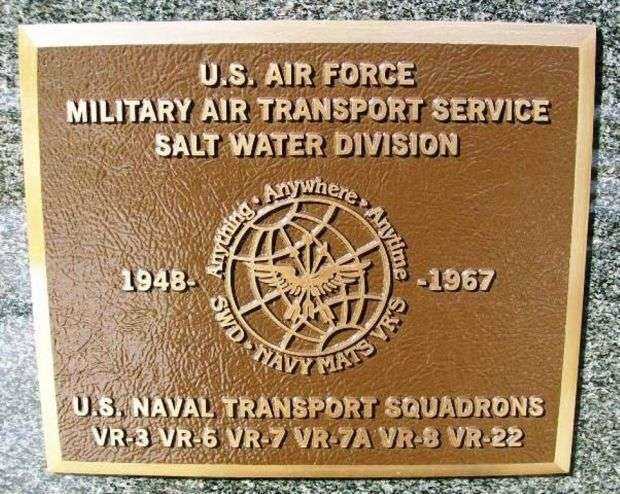 U.S. AIR FORCE
MILITARY AIR TRANSPORT SERVICE
SALT WATER DIVISION
Anything • Anywhere • Anytime
1948-
-1967
SWD • NAVY MATS VR'S
U.S. NAVAL TRANSPORT SQUADRONS
VR-3 VR-6 VR-7 VR-7A VR-8 VR-22